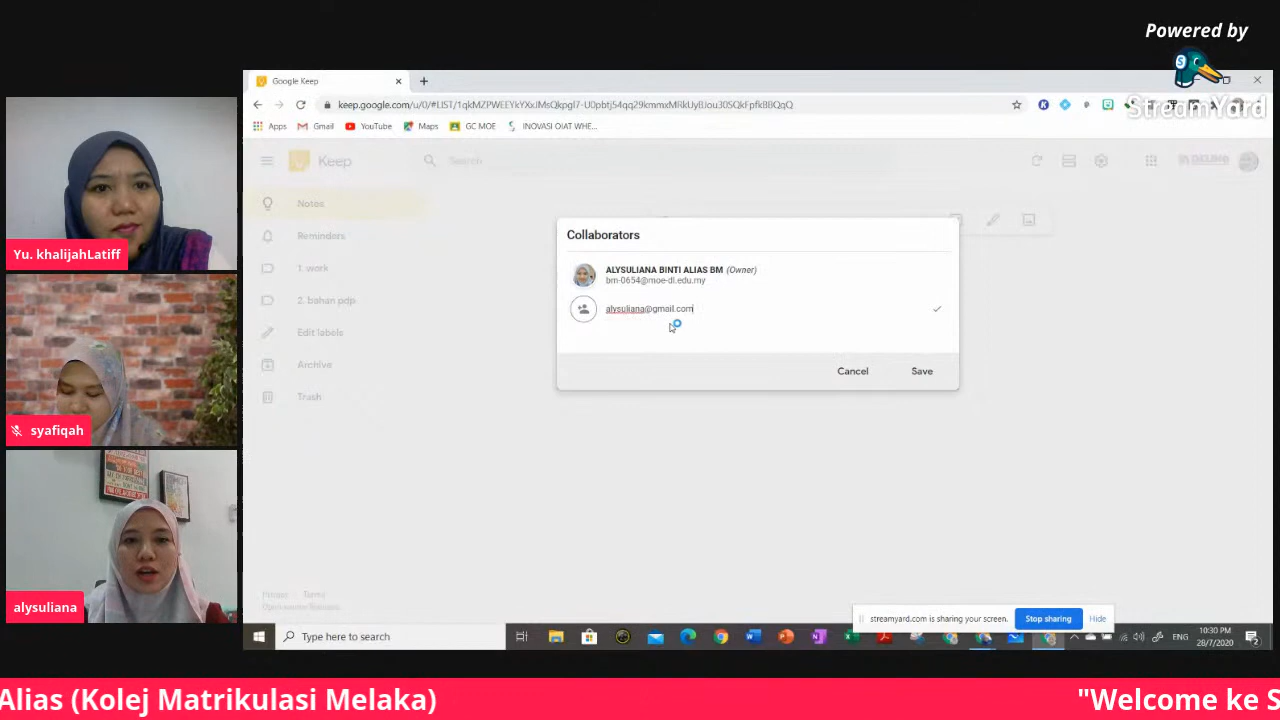 Powered by
StreamYard
Google Keep
keep.google.com/u/0/#LIST/
Apps
Gmail
YouTube
Maps
GC MOE
INOVASI OIAT WHE...
Keep
Search
Notes
Reminders
1. work
2. bahan pdp
Edit labels
Archive
Trash
Collaborators
ALYSULIANA BINTI ALIAS BM (Owner)
bm-0654@moe-dl.edu.my
alysuliana@gmail.com
Cancel
Save
Yu. khalijahLatiff
syafiqah
alysuliana
streamyard.com is sharing your screen.
Stop sharing
Hide
Type here to search
ENG
10:30 PM
28/7/2020
Alias (Kolej Matrikulasi Melaka)
"Welcome ke S